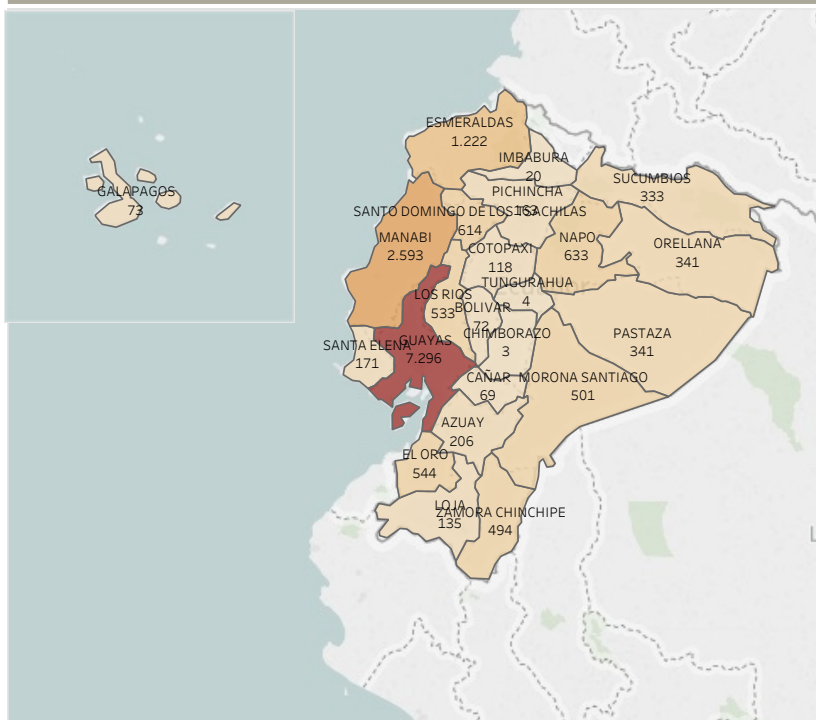 ESMERALDAS
1.222
IMBABURA
20
SUCUMBIOS
333
PICHINCHA
163
GALAPAGOS
73
SANTO DOMINGO DE LOS TSACHILAS
614
MANABI
2.593
NAPO
633
ORELLANA
341
COTOPAXI
118
TUNGURAHUA
4
LOS RIOS
533
BOLIVAR
72
CHIMBORAZO
3
PASTAZA
341
SANTA ELENA
171
GUAYAS
7.296
CAÑAR
69
MORONA SANTIAGO
501
AZUAY
206
EL ORO
544
LOJA
135
ZAMORA CHINCHIPE
494